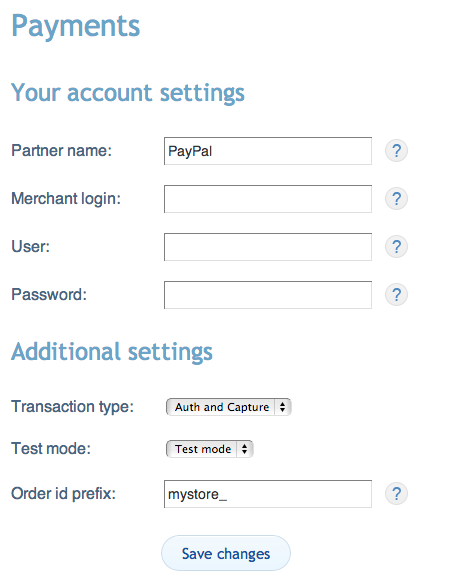 Payments
Your account settings
Partner name: PayPal ?
Merchant login: ?
User: ?
Password: ?
Additional settings
Transaction type: Auth and Capture
Test mode: Test mode
Order id prefix: mystore_ ?
Save changes